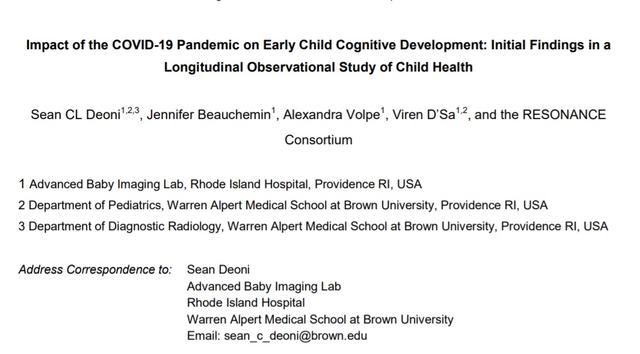 Impact of the COVID-19 Pandemic on Early Child Cognitive Development: Initial Findings in a
Longitudinal Observational Study of Child Health
Sean CL Deoni1,2,3, Jennifer Beauchemin1, Alexandra Volpe1, Viren D'Sa1,2, and the RESONANCE
Consortium
1 Advanced Baby Imaging Lab, Rhode Island Hospital, Providence RI, USA
2 Department of Pediatrics, Warren Alpert Medical School at Brown University, Providence RI, USA
3 Department of Diagnostic Radiology, Warren Alpert Medical School at Brown University, Providence RI, USA
Address Correspondence to: Sean Deoni
Advanced Baby Imaging Lab
Rhode Island Hospital
Warren Alpert Medical School at Brown University
Email: sean_c_deoni@brown.edu